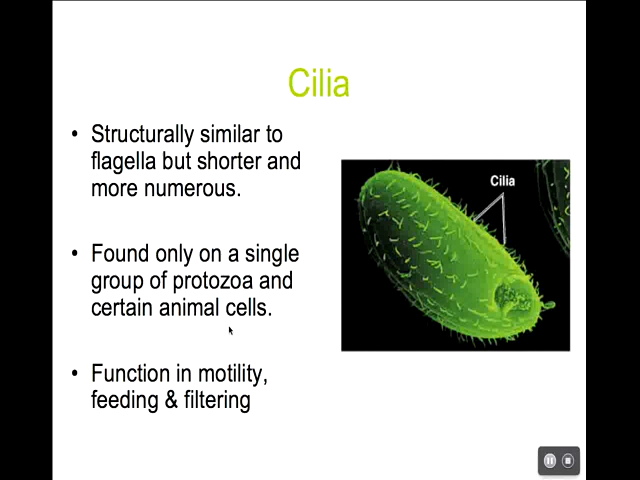 Cilia
• Structurally similar to
flagella but shorter and
more numerous.
• Found only on a single
group of protozoa and
certain animal cells.
• Function in motility,
feeding & filtering
Cilia